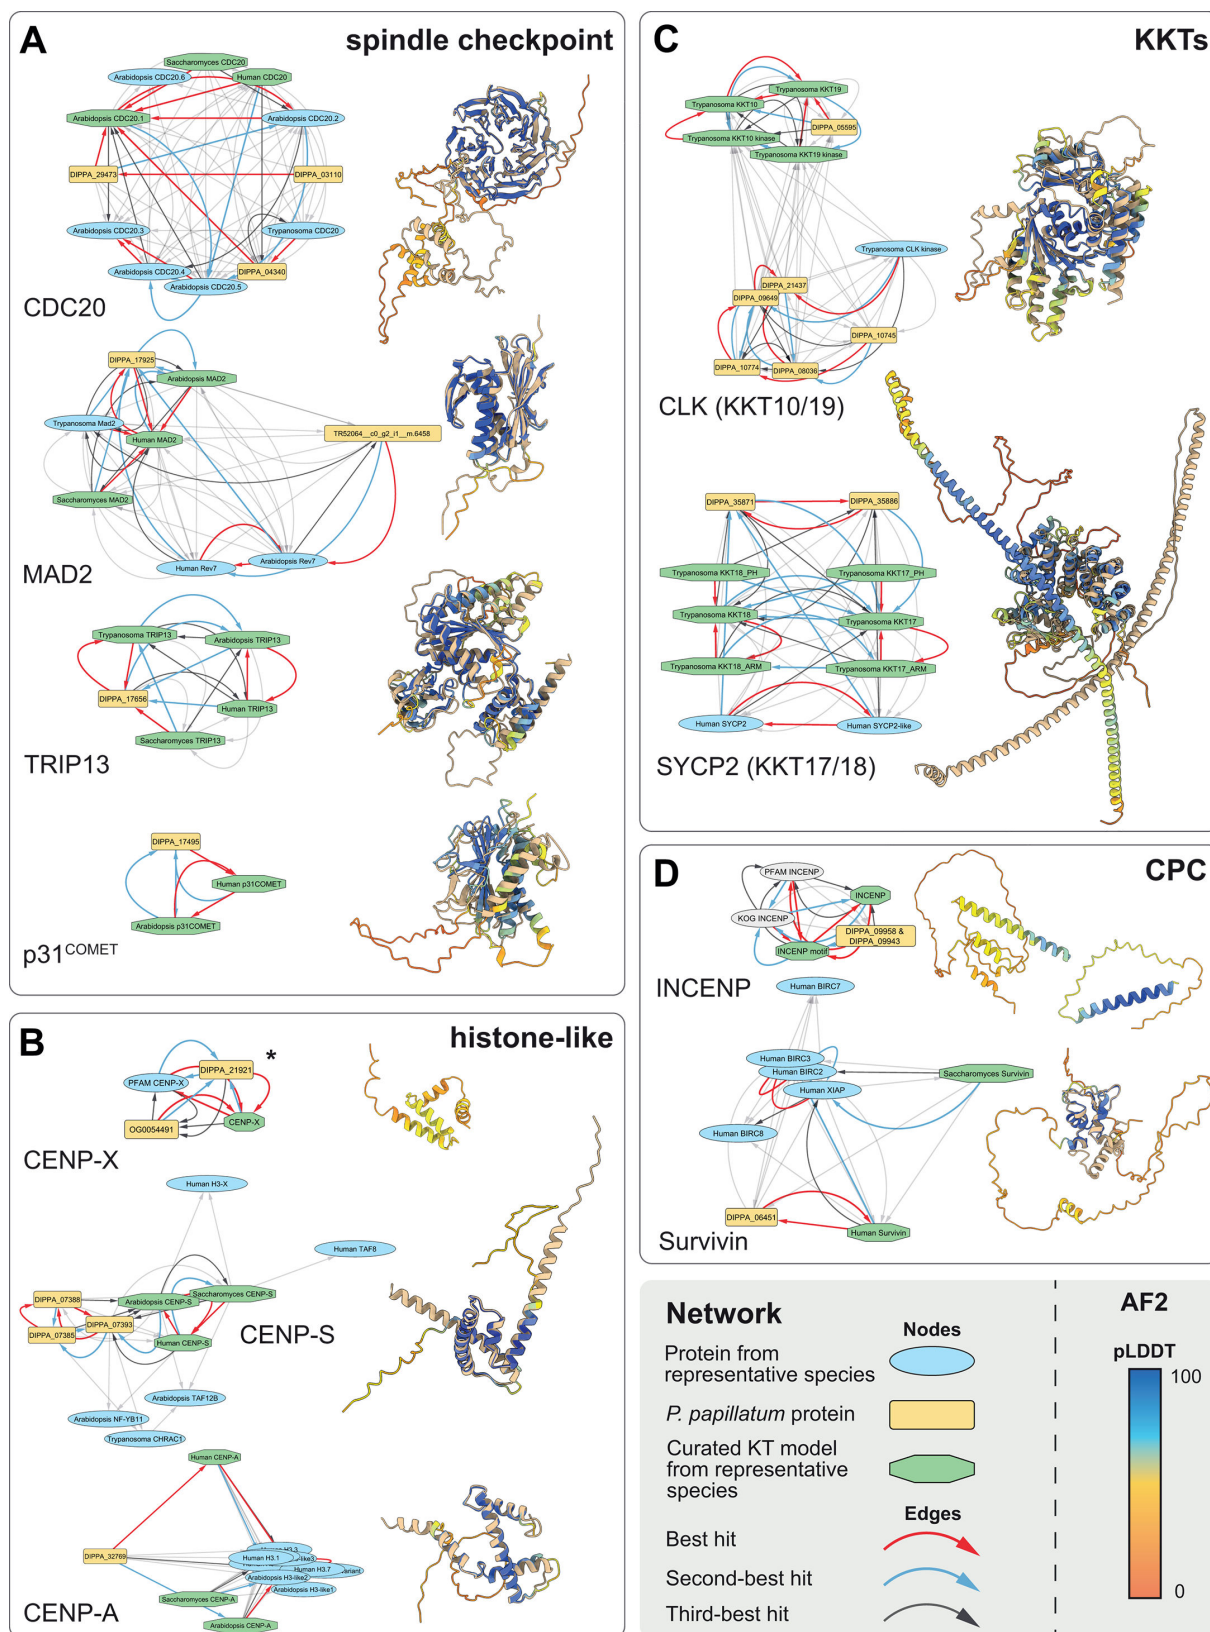 A
spindle checkpoint
Saccharomyces CDC20
Arabidopsis CDC20.6
Human CDC20
Arabidopsis CDC20.1
Arabidopsis CDC20.2
DIPPA_29473
DIPPA_03110
Arabidopsis CDC20.3
Trypanosoma CDC20
Arabidopsis CDC20.4
DIPPA_04340
Arabidopsis CDC20.5
CDC20
DIPPA_17925
Arabidopsis MAD2
Trypanosoma Mad2
Human MAD2
TR52064__c0_g2_i1__m.6458
Saccharomyces MAD2
Arabidopsis Rev7
Human Rev7
MAD2
Trypanosoma TRIP13
Arabidopsis TRIP13
DIPPA_17656
Human TRIP13
Saccharomyces TRIP13
TRIP13
DIPPA_17495
Human p31COMET
Arabidopsis p31COMET
p31COMET
B
histone-like
*
DIPPA_21921
PFAM CENP-X
CENP-X
OG0054491
CENP-X
Human H3-X
Human TAF8
DIPPA_07388
Arabidopsis CENP-S
Saccharomyces CENP-S
DIPPA_07393
DIPPA_07385
Human CENP-S
CENP-S
Arabidopsis TAF12B
Arabidopsis NF-YB11
Trypanosoma CHRAC1
Human CENP-A
DIPPA_32769
Human H3.3
Human H3.1
-like3
Human H3.7
variant
Arabidopsis H3-like2
Arabidopsis H3-like1
Saccharomyces CENP-A
Arabidopsis CENP-A
CENP-A
C
KKTs
Trypanosoma KKT19
Trypanosoma KKT10
DIPPA_05595
Trypanosoma KKT10 kinase
Trypanosoma KKT19 kinase
Trypanosoma CLK kinase
DIPPA_21437
DIPPA_09649
DIPPA_10745
DIPPA_10774
DIPPA_08036
CLK (KKT10/19)
DIPPA_35871
DIPPA_35886
Trypanosoma KKT18_PH
Trypanosoma KKT17_PH
Trypanosoma KKT18
Trypanosoma KKT17
Trypanosoma KKT18_ARM
Trypanosoma KKT17_ARM
Human SYCP2
Human SYCP2-like
SYCP2 (KKT17/18)
D
CPC
PFAM INCENP
INCENP
KOG INCENP
DIPPA_09958 &
DIPPA_09943
INCENP motif
INCENP
Human BIRC7
Human BIRC3
Human BIRC2
Saccharomyces Survivin
Human XIAP
Human BIRC8
DIPPA_06451
Human Survivin
Survivin
Network
Nodes
Protein from
representative species
P. papillatum protein
Curated KT model
from representative
species
Edges
Best hit
Second-best hit
Third-best hit
AF2
pLDDT
100
0